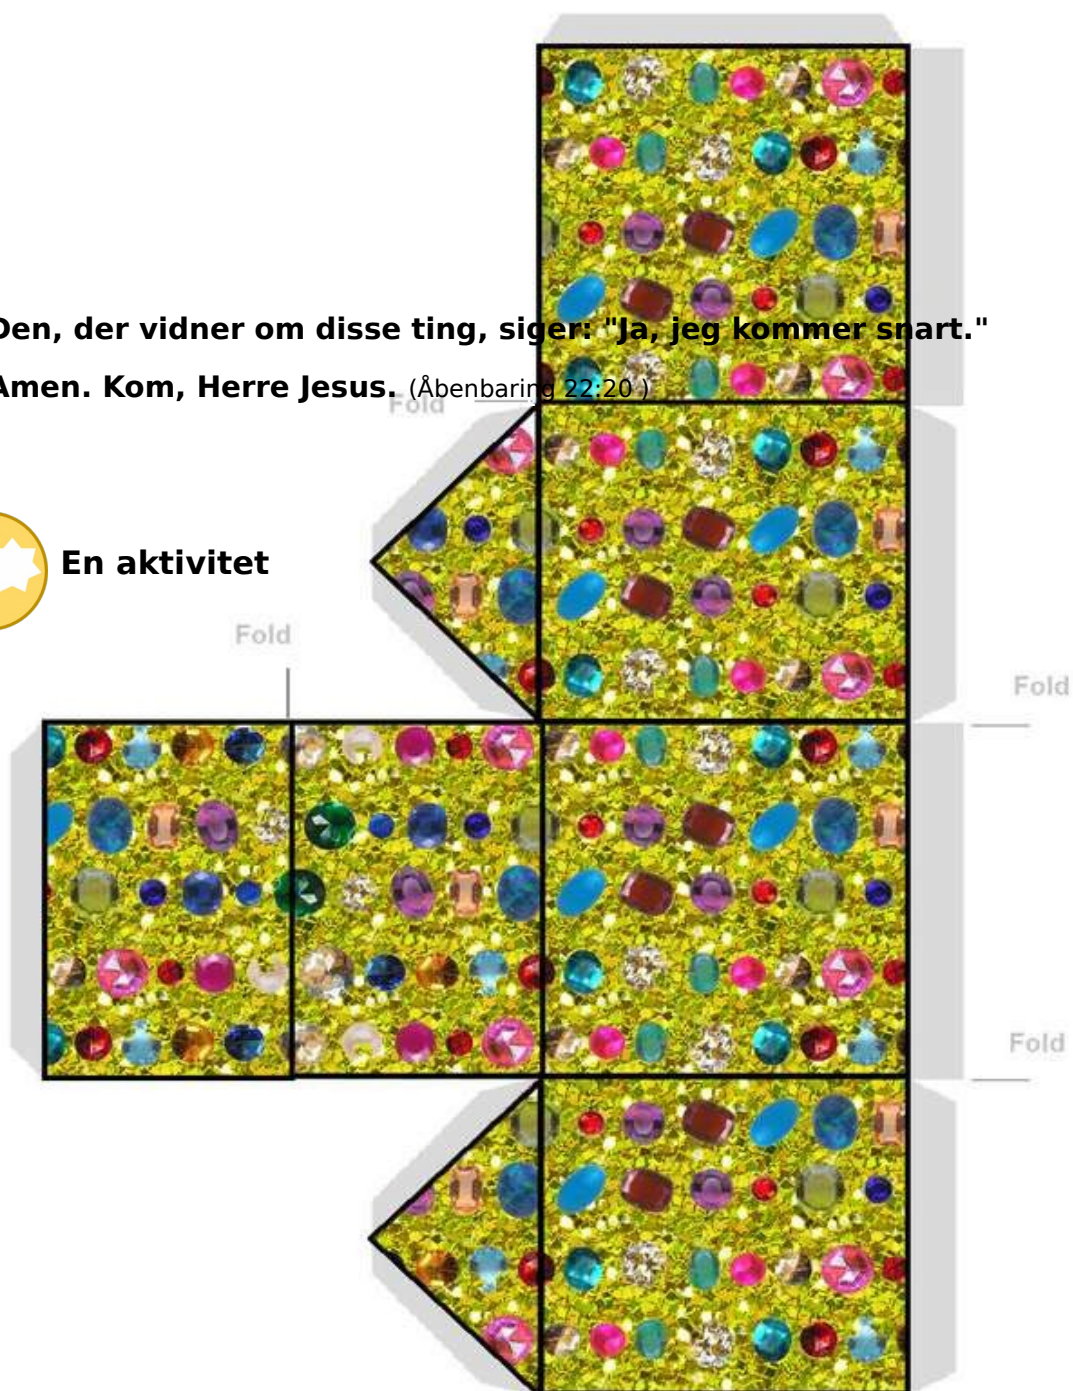 Den, der vidner om disse ting, siger: "Ja, jeg kommer snart."
Amen. Kom, Herre Jesus. (Åbenbaring 22:20 )
Fold
En aktivitet
Fold
Fold
Fold